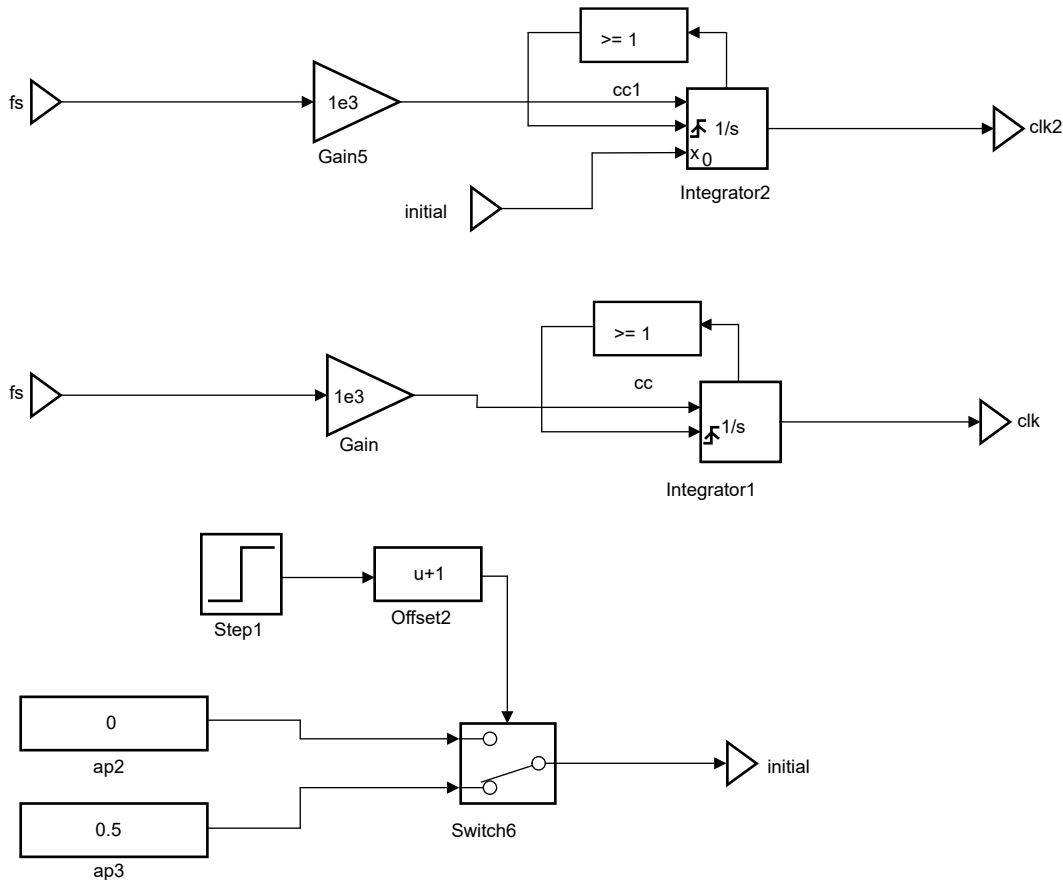 >= 1
fs
1e3
cc1
1/s
clk2
x0
Gain5
Integrator2
initial
>= 1
fs
1e3
cc
1/s
clk
Gain
Integrator1
u+1
Step1
Offset2
0
ap2
initial
0.5
Switch6
ap3